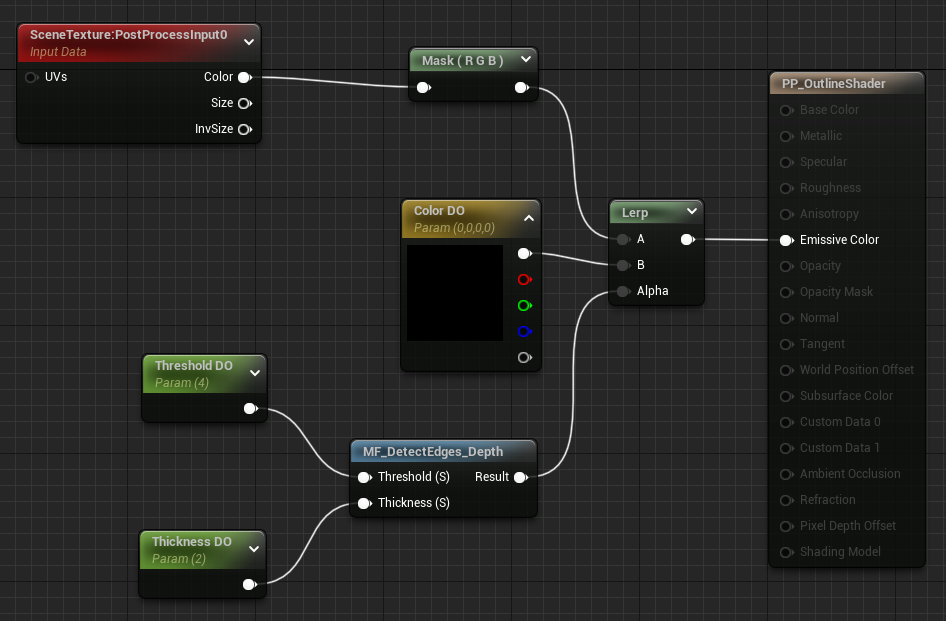 SceneTexture:PostProcessInput0
Input Data
UVs
Color
Size
InvSize
Mask ( R G B )
Color DO
Param (0,0,0,0)
Lerp
A
B
Alpha
Threshold DO
Param (4)
MF_DetectEdges_Depth
Threshold (S)
Result
Thickness (S)
Thickness DO
Param (2)
PP_OutlineShader
Base Color
Metallic
Specular
Roughness
Anisotropy
Emissive Color
Opacity
Opacity Mask
Normal
Tangent
World Position Offset
Subsurface Color
Custom Data 0
Custom Data 1
Ambient Occlusion
Refraction
Pixel Depth Offset
Shading Model